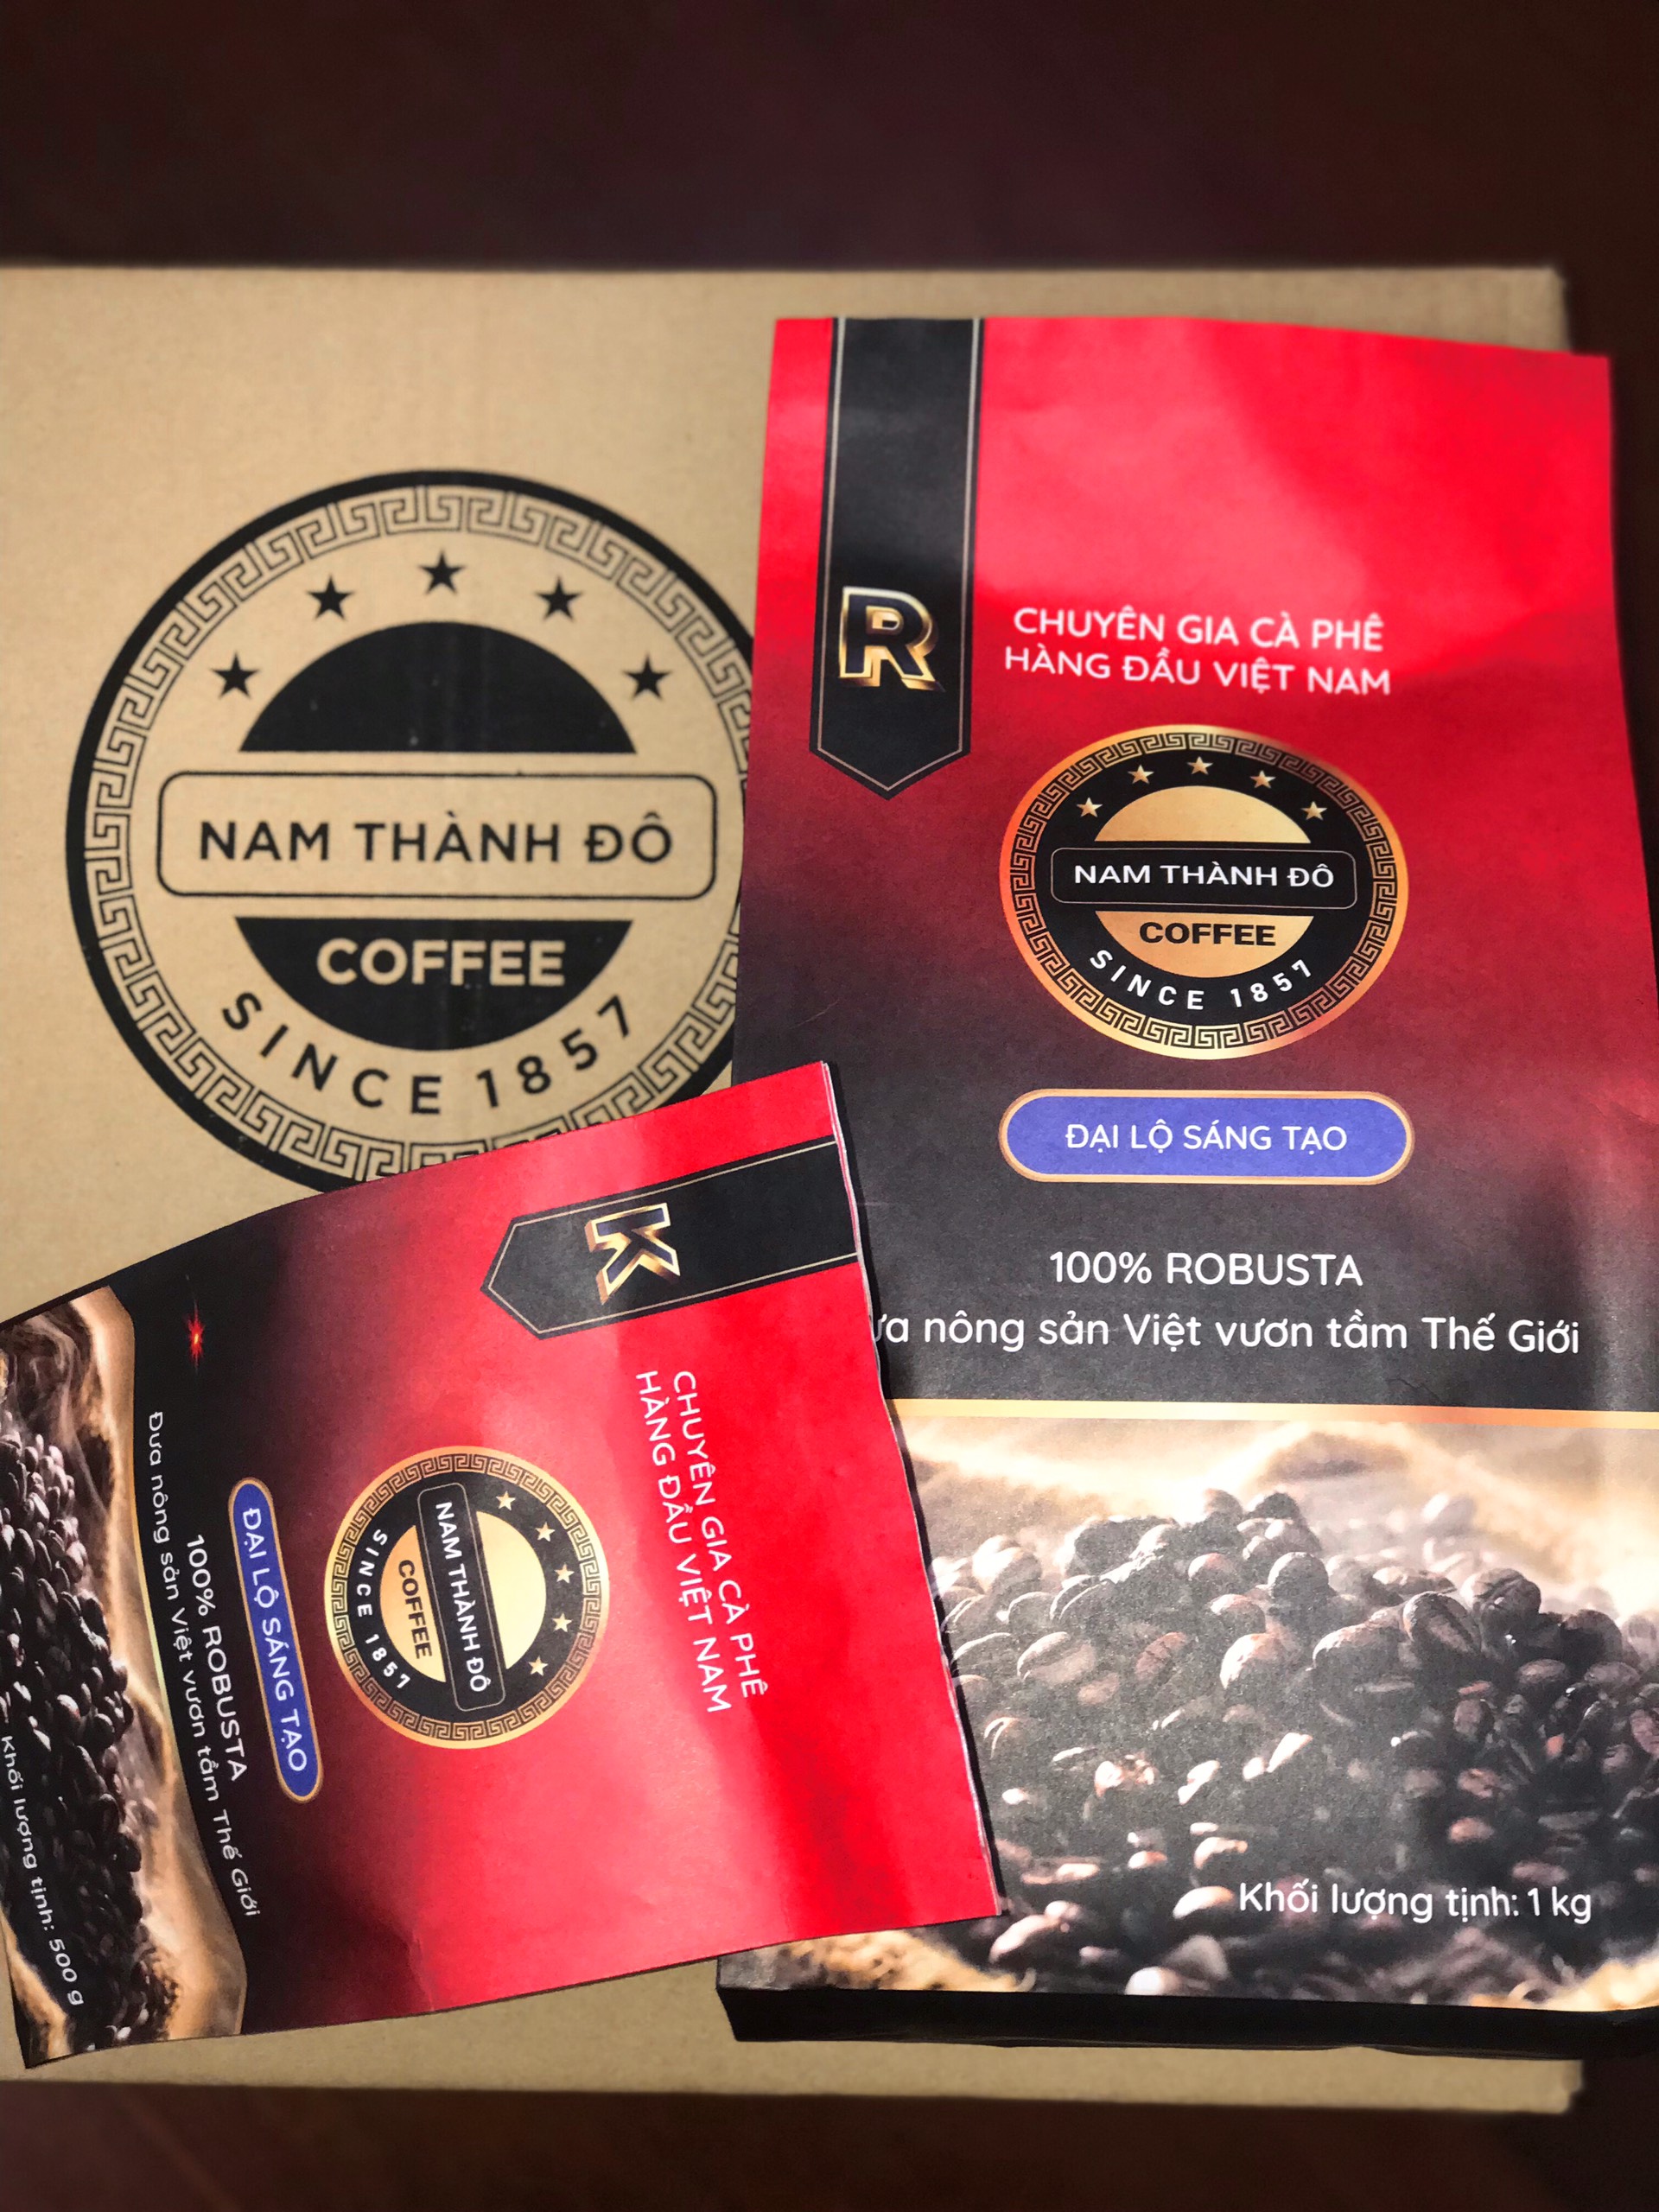 NAM THÀNH ĐÔ
COFFEE
SINCE 1857
R
CHUYÊN GIA CÀ PHÊ
HÀNG ĐẦU VIỆT NAM
NAM THÀNH ĐÔ
COFFEE
SINCE 1857
ĐẠI LỘ SÁNG TẠO
100% ROBUSTA
nông sản Việt vươn tầm Thế Giới
Khối lượng tịnh: 1 kg
K
CHUYÊN GIA CÀ PHÊ
HÀNG ĐẦU VIỆT NAM
NAM THÀNH ĐÔ
COFFEE
SINCE 1857
ĐẠI LỘ SÁNG TẠO
100% ROBUSTA
Đưa nông sản Việt vươn tầm Thế Giới
Khối lượng tịnh: 500 g